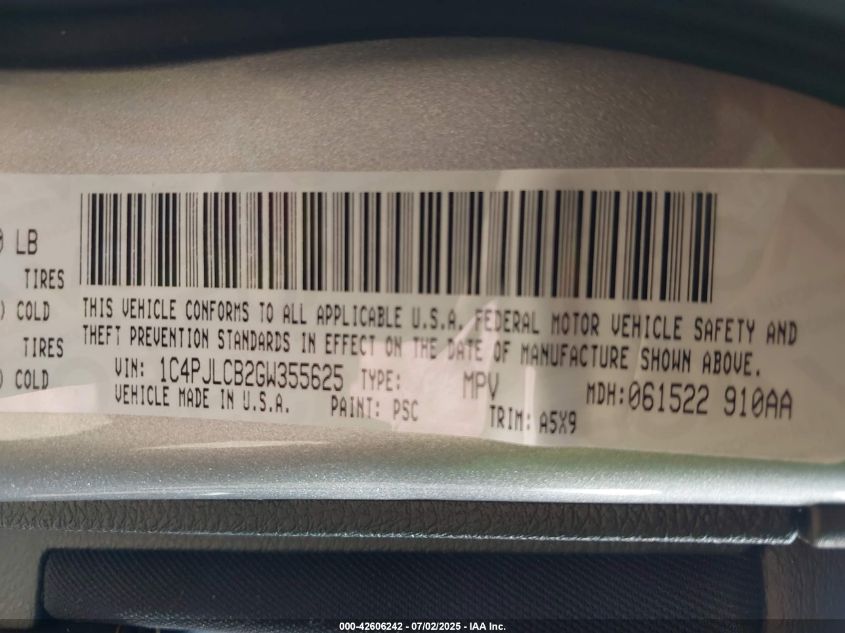 LB
TIRES
) COLD
TIRES
) COLD
THIS VEHICLE CONFORMS TO ALL APPLICABLE U.S.A. FEDERAL MOTOR VEHICLE SAFETY AND
THEFT PREVENTION STANDARDS IN EFFECT ON THE DATE OF MANUFACTURE SHOWN ABOVE.
VIN: 1C4PJLCB2GW355625 TYPE: MPV MDH:061522 910AA
VEHICLE MADE IN U.S.A. PAINT: PSC TRIM: A5X9
000-42606242 - 07/02/2025 - IAA Inc.